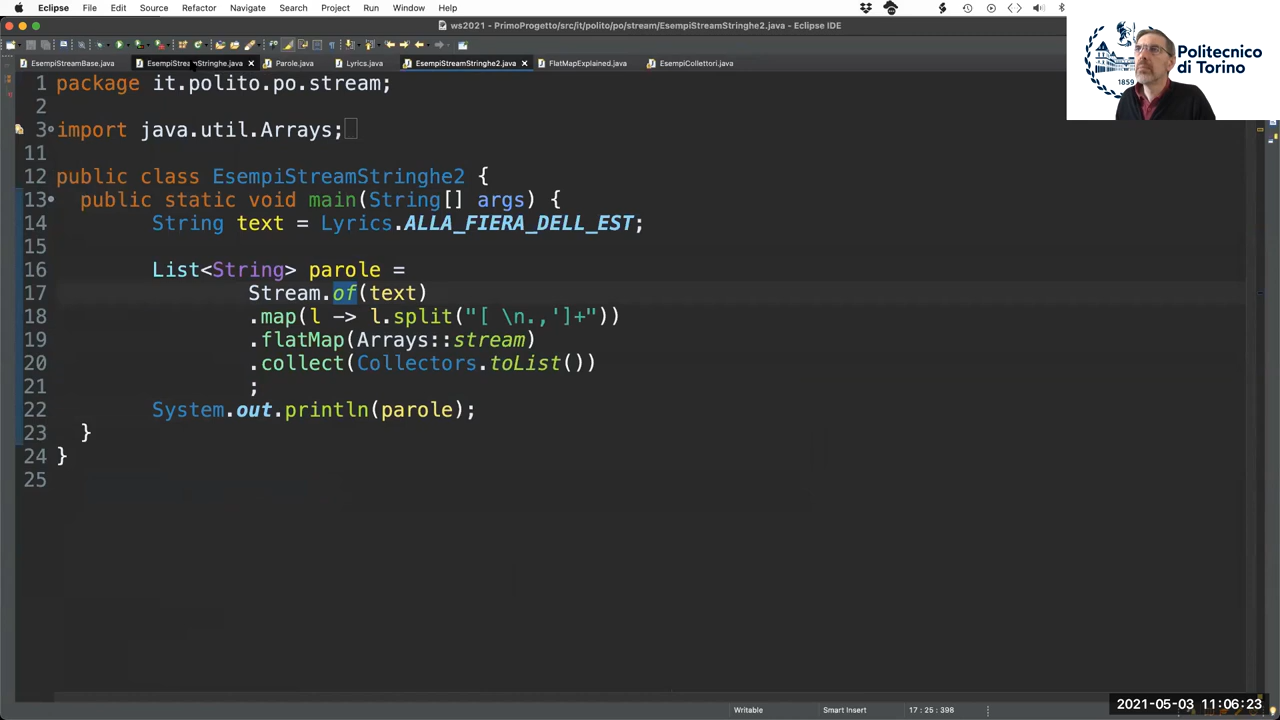 Eclipse File Edit Source Refactor Navigate Search Project Run Window Help
ws2021 - PrimoProgetto/src/it/polito/po/stream/EsempiStreamStringhe2.java - Eclipse IDE
EsempiStreamBase.java EsempiStreamStringhe.java Parole.java Lyrics.java EsempiStreamStringhe2.java FlatMapExplained.java EsempiCollettori.java
Politecnico
di Torino
1859
1 package it.polito.po.stream;
2
3 import java.util.Arrays;
11
12 public class EsempiStreamStringhe2 {
13 public static void main(String[] args) {
14 String text = Lyrics.ALLA_FIERA_DELL_EST;
15
16 List<String> parole =
17 Stream.of(text)
18 .map(l -> l.split("[ \n.,']+"))
19 .flatMap(Arrays::stream)
20 .collect(Collectors.toList())
21 ;
22 System.out.println(parole);
23 }
24 }
25
Writable Smart Insert 17 : 25 : 398
2021-05-03 11:06:23